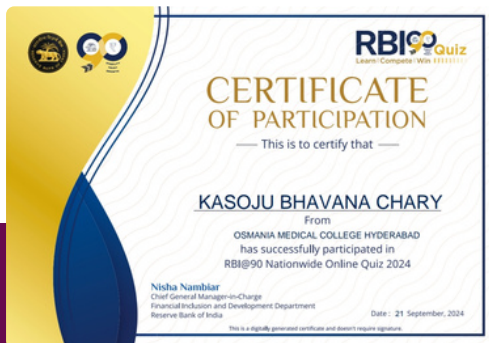 RBI90 Quiz
Learn | Compete | Win
CERTIFICATE
OF PARTICIPATION
This is to certify that
KASOJU BHAVANA CHARY
From
OSMANIA MEDICAL COLLEGE HYDERABAD
has successfully participated in
RBI@90 Nationwide Online Quiz 2024
Nisha Nambiar
Chief General Manager-in-Charge
Financial Inclusion and Development Department
Reserve Bank of India
Date : 21 September, 2024
This is a digitally generated certificate and doesn't require signature.